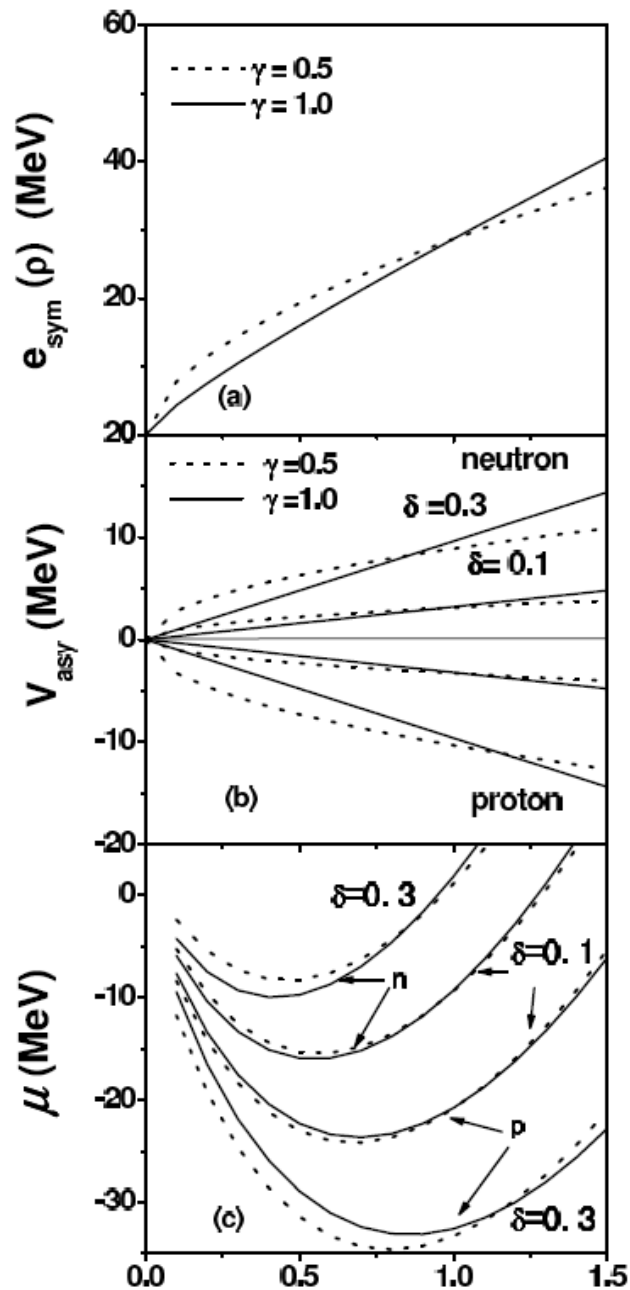 60
γ = 0.5
γ = 1.0
40
e_sym (ρ) (MeV)
20
(a)
20
γ=0.5
neutron
γ=1.0
δ =0.3
10
δ= 0.1
V_asy (MeV)
0
-10
(b)
proton
-20
0
δ=0. 3
n
δ=0. 1
-10
μ (MeV)
-20
p
-30
(c)
δ=0. 3
0.0
0.5
1.0
1.5